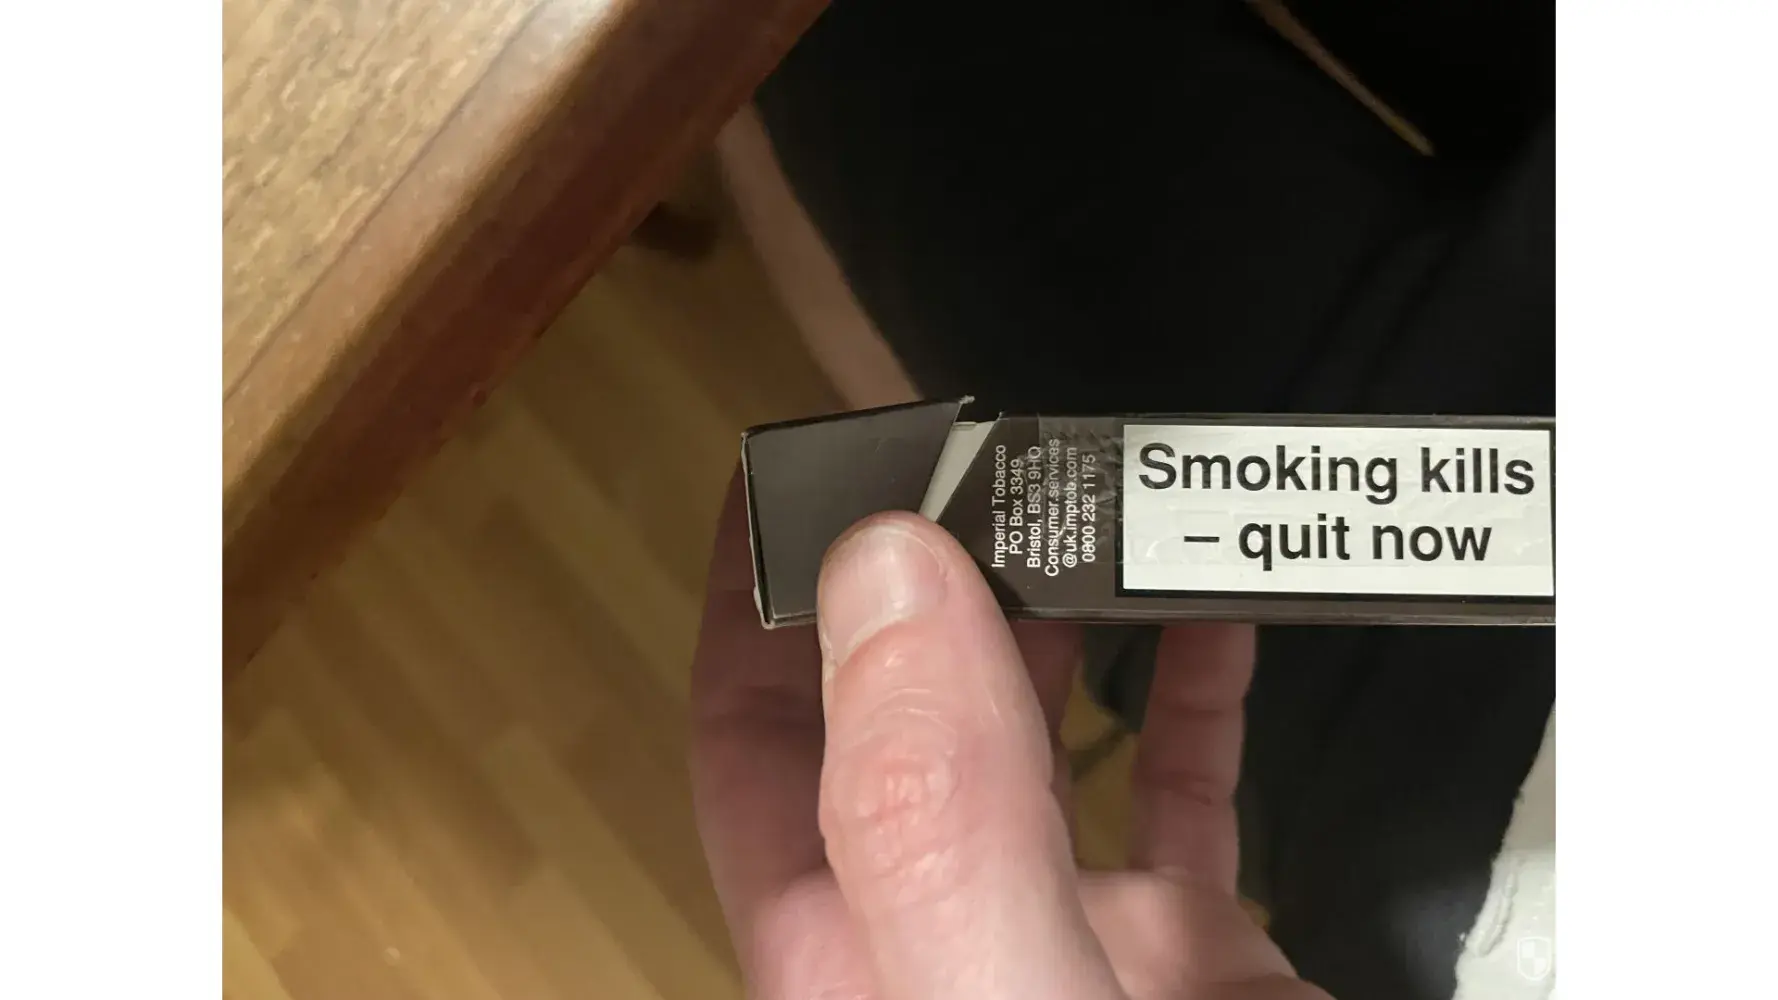 Imperial Tobacco
PO Box 3349
Bristol, BS3 9HQ
Consumer.services
@uk.imptob.com
0800 232 1175
Smoking kills
– quit now